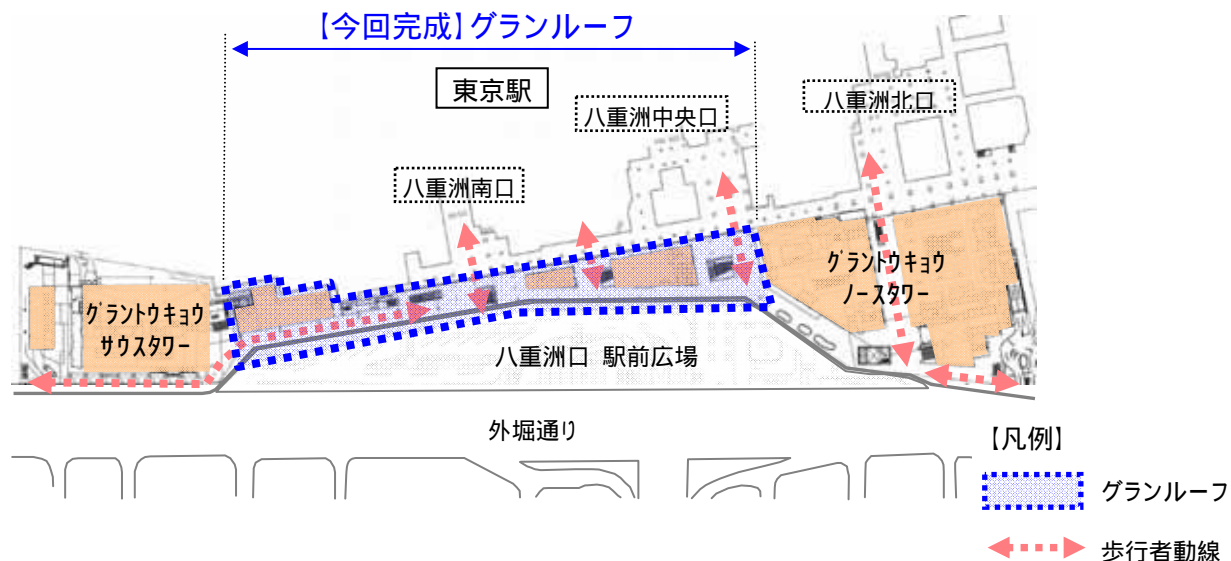 【今回完成】グランルーフ
東京駅
八重洲中央口
八重洲北口
八重洲南口
グラントウキョウ
サウスタワー
グラントウキョウ
ノースタワー
八重洲口 駅前広場
外堀通り
【凡例】
グランルーフ
歩行者動線